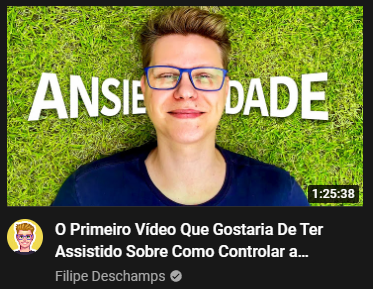 ANSIE DADE
1:25:38
O Primeiro Vídeo Que Gostaria De Ter
Assistido Sobre Como Controlar a...
Filipe Deschamps